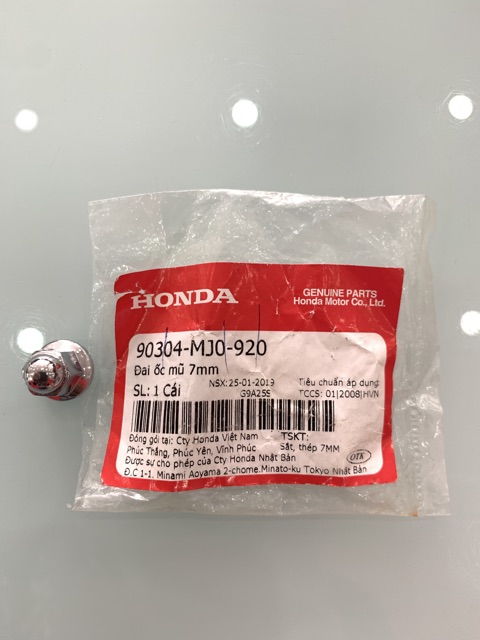 HONDA
GENUINE PARTS
Honda Motor Co., Ltd.
90304-MJ0-920
Đai ốc mũ 7mm
SL: 1 Cái
NSX: 25-01-2019
G9A25S
Tiêu chuẩn áp dụng:
TCCS: 01|2008|HVN
Đóng gói tại: Cty Honda Việt Nam
Phúc Thắng, Phúc Yên, Vĩnh Phúc
TSKT:
Sắt, thép 7MM
Được sự cho phép của Cty Honda Nhật Bản
Đ.C 1-1. Minami Aoyama 2-chome.Minato-ku Tokyo Nhật Bản
OTK